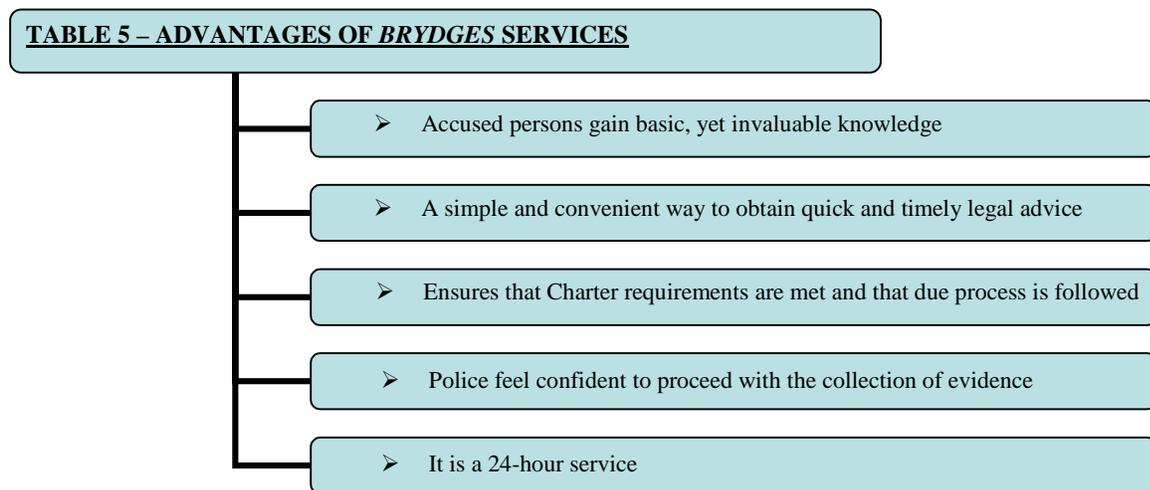 TABLE 5 – ADVANTAGES OF BRYDGES SERVICES
➢ Accused persons gain basic, yet invaluable knowledge
➢ A simple and convenient way to obtain quick and timely legal advice
➢ Ensures that Charter requirements are met and that due process is followed
➢ Police feel confident to proceed with the collection of evidence
➢ It is a 24-hour service